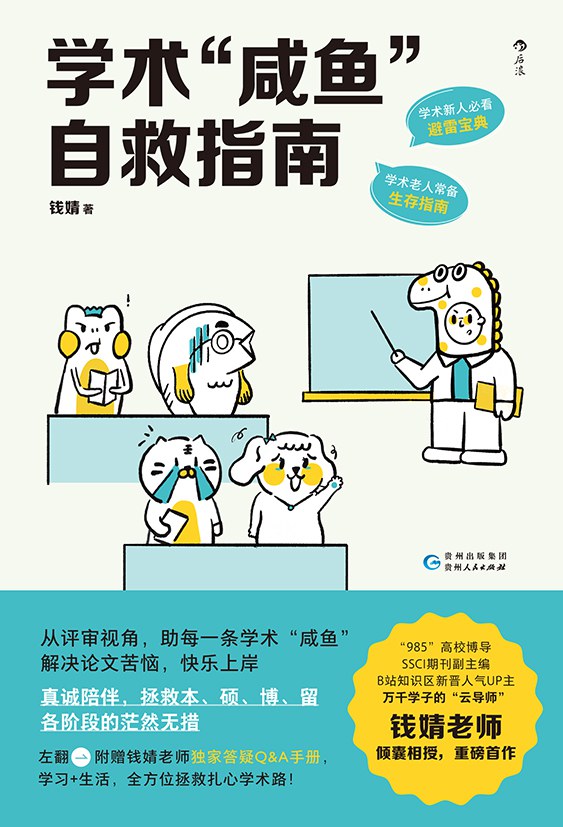 学术“咸鱼”
自救指南
钱婧 著
后浪
学术新人必看
避雷宝典
学术老人常备
生存指南
!
贵州出版集团
贵州人民出版社
从评审视角，助每一条学术“咸鱼”
解决论文苦恼，快乐上岸
真诚陪伴，拯救本、硕、博、留
各阶段的茫然无措
左翻→附赠钱婧老师独家答疑Q&A手册，
学习+生活，全方位拯救扎心学术路！
“985”高校博导
SSCI期刊副主编
B站知识区新晋人气UP主
万千学子的“云导师”
钱婧老师
倾囊相授，重磅首作